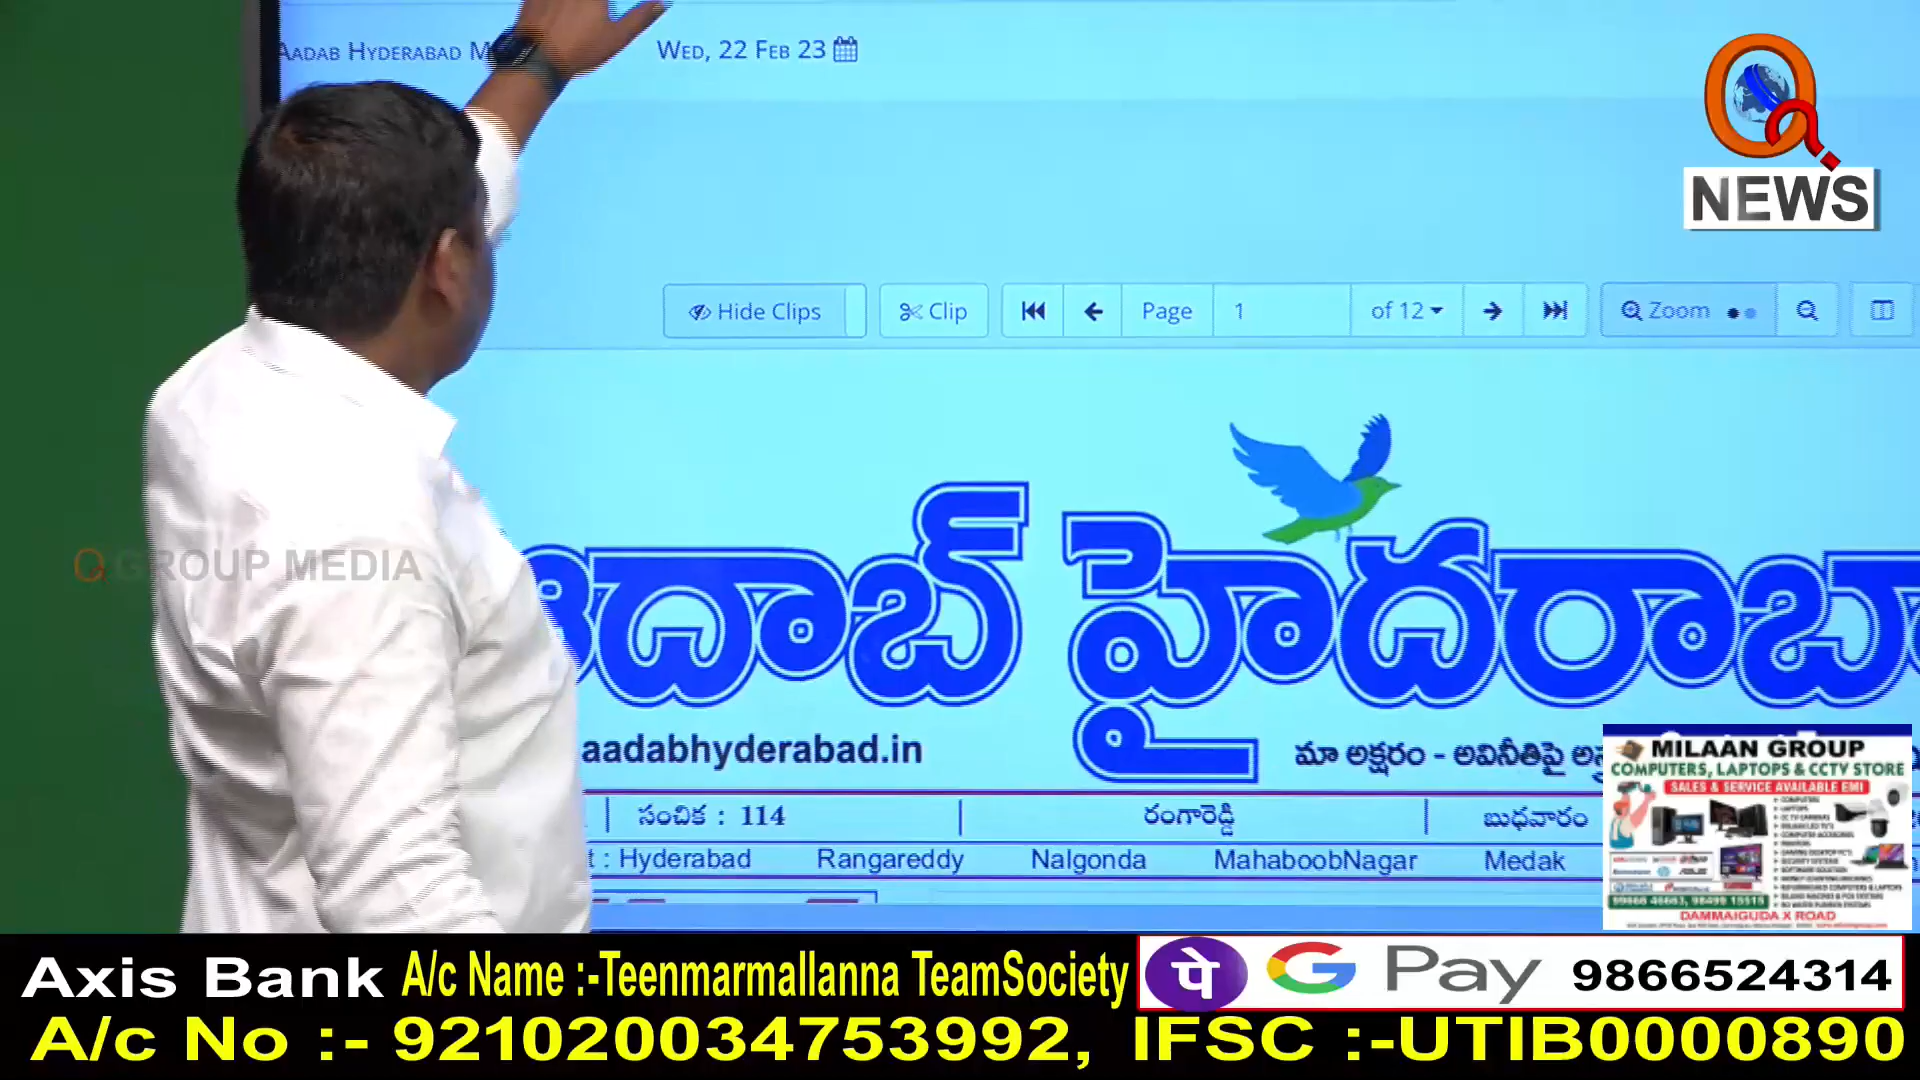 AADAB HYDERABAD M
WED, 22 FEB 23
Q
NEWS
Hide Clips
Clip
Page
1
of 12
Zoom
ఆదాబ్ హైదరాబా
GROUP MEDIA
aadabhyderabad.in
మా అక్షరం - అవినీతిపై
సంచిక : 114
రంగారెడ్డి
బుధవారం
t : Hyderabad Rangareddy Nalgonda MahaboobNagar Medak
MILAAN GROUP
COMPUTERS, LAPTOPS & CCTV STORE
SALES & SERVICE AVAILABLE EMI
DAMMAIGUDA X ROAD
Axis Bank A/c Name :-Teenmarmallanna TeamSociety
पे G Pay 9866524314
A/c No :- 921020034753992, IFSC :-UTIB0000890